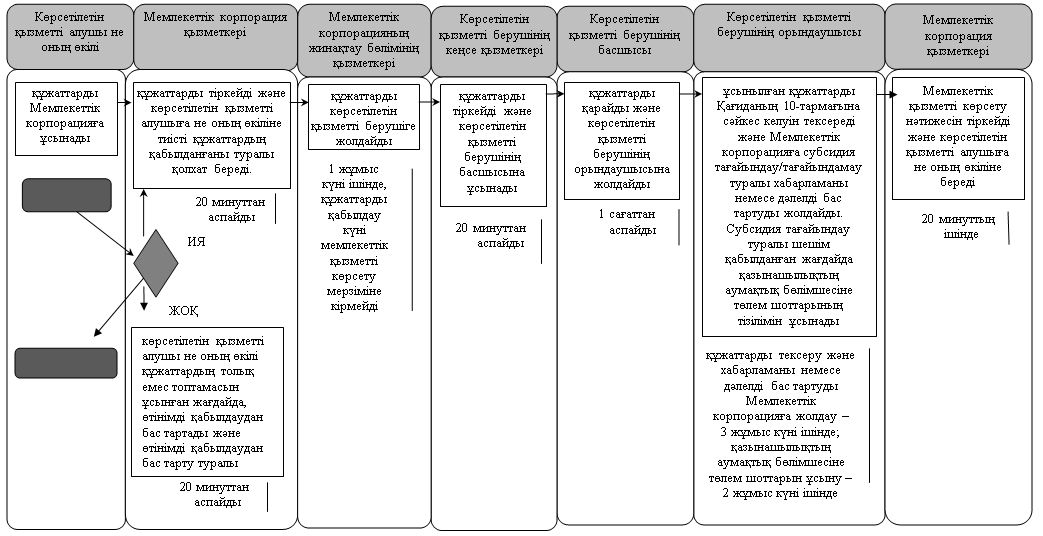 Көрсетілетін
қызметті алушы не
оның өкілі
Мемлекеттік корпорация
қызметкері
Мемлекеттік
корпорацияның
жинақтау бөлімінің
қызметкері
Көрсетілетін
қызметті берушінің
кеңсе қызметкері
Көрсетілетін
қызметті берушінің
басшысы
Көрсетілетін қызметті
берушінің орындаушысы
Мемлекеттік
корпорация
қызметкері
құжаттарды
Мемлекеттік
корпорацияға
ұсынады
құжаттарды тіркейді және
көрсетілетін қызметті
алушыға не оның өкіліне
тиісті құжаттардың
қабылданғаны туралы
қолхат береді.
20 минуттан
аспайды
ИЯ
ЖОҚ
көрсетілетін қызметті
алушы не оның өкілі
құжаттардың толық
емес топтамасын
ұсынған жағдайда,
өтінімді қабылдаудан
бас тартады және
өтінімді қабылдаудан
бас тарту туралы
20 минуттан
аспайды
құжаттарды
көрсетілетін
қызметті берушіге
жолдайды
1 жұмыс
күні ішінде,
құжаттарды
қабылдау
күні
мемлекеттік
қызметті
көрсету
мерзіміне
кірмейді
құжаттарды
тіркейді және
көрсетілетін
қызметті
берушінің
басшысына
ұсынады
20 минуттан
аспайды
құжаттарды
қарайды және
көрсетілетін
қызметті
берушінің
орындаушысына
жолдайды
1 сағаттан
аспайды
ұсынылған құжаттарды
Қағиданың 10-тармағына
сәйкес келуін тексереді
және Мемлекеттік
корпорацияға субсидия
тағайындау/тағайындамау
туралы хабарламаны
немесе дәлелді бас
тартуды жолдайды.
Субсидия тағайындау
туралы шешім
қабылданған жағдайда
қазынашылықтың
аумақтық бөлімшесіне
төлем шоттарының
тізілімін ұсынады
құжаттарды тексеру және
хабарламаны немесе
дәлелді бас тартуды
Мемлекеттік
корпорацияға жолдау –
3 жұмыс күні ішінде;
қазынашылықтың
аумақтық бөлімшесіне
төлем шоттарын ұсыну –
2 жұмыс күні ішінде
Мемлекеттік
қызметті көрсету
нәтижесін тіркейді
және көрсетілетін
қызметті алушыға
не оның өкіліне
береді
20 минуттың
ішінде